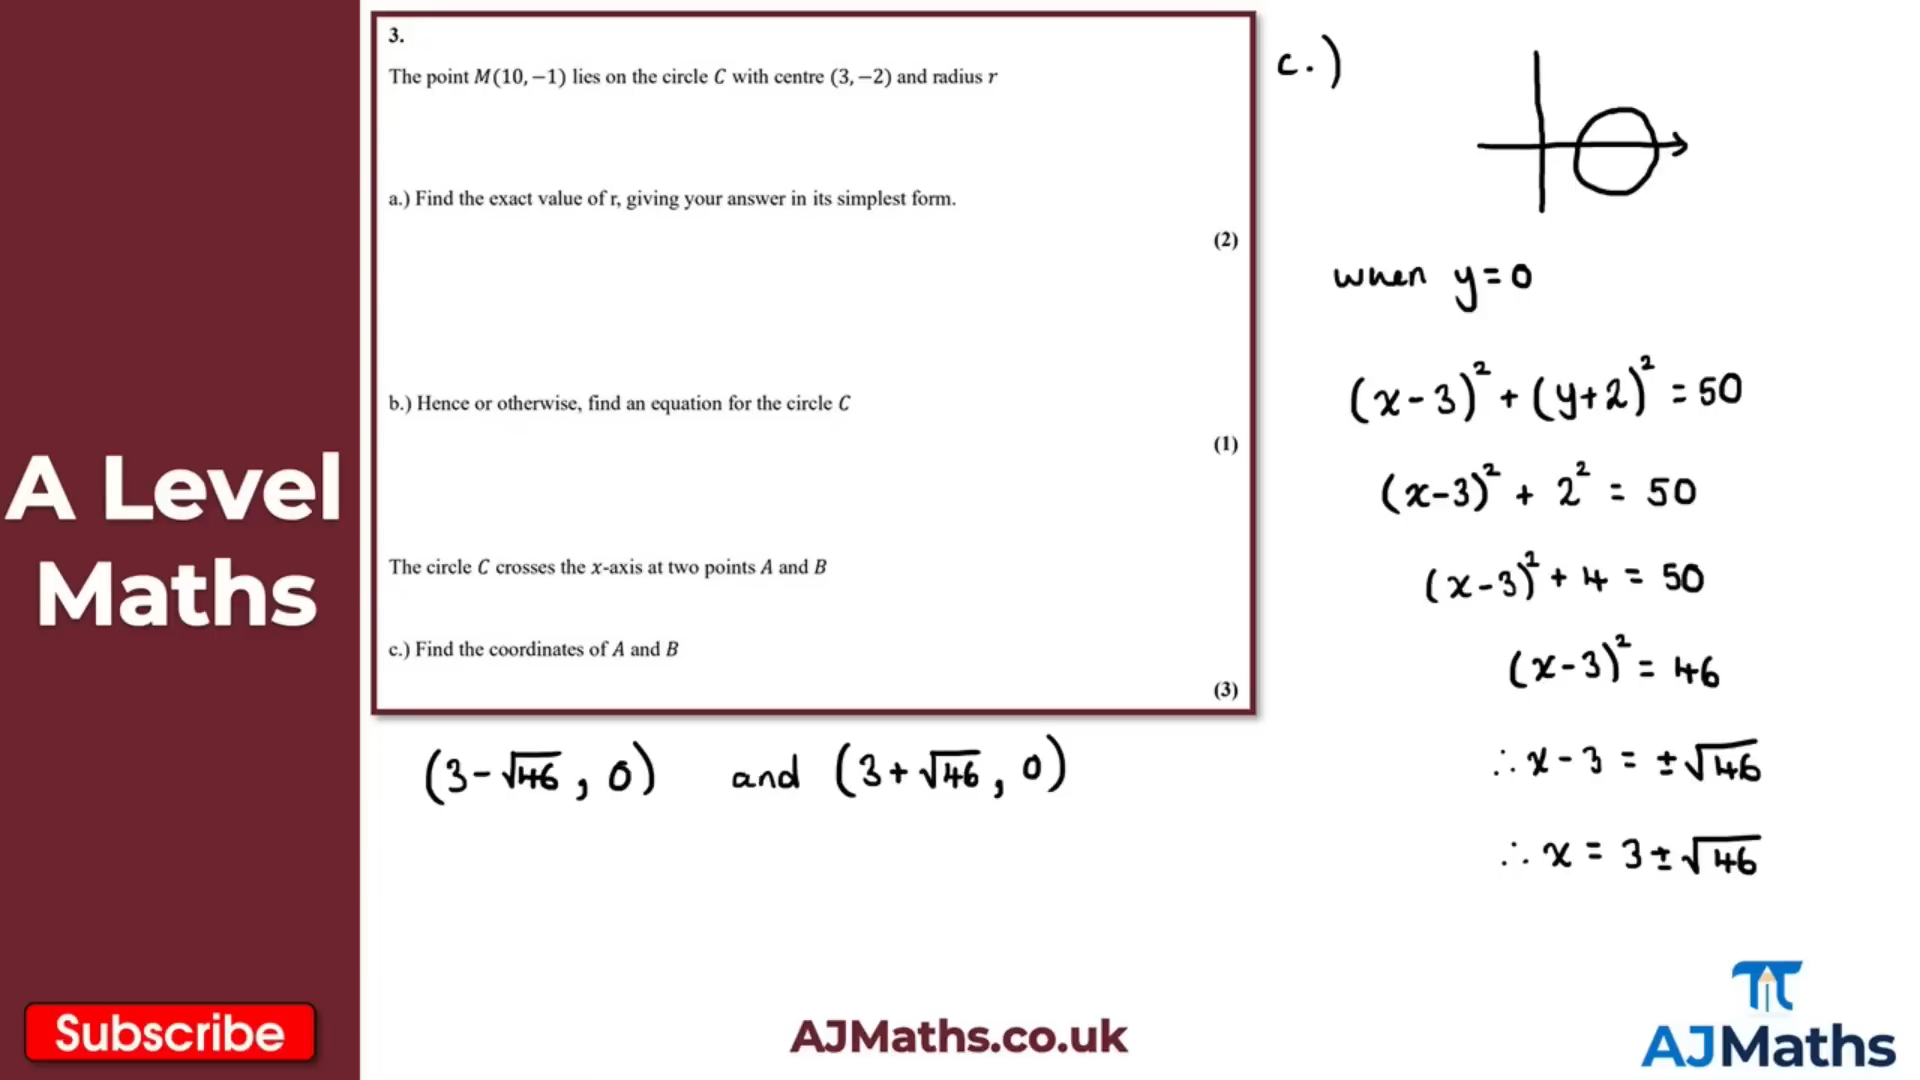 A Level
Maths
Subscribe
3.
The point M(10, −1) lies on the circle C with centre (3, −2) and radius r
a.) Find the exact value of r, giving your answer in its simplest form.
(2)
b.) Hence or otherwise, find an equation for the circle C
(1)
The circle C crosses the x-axis at two points A and B
c.) Find the coordinates of A and B
(3)
(3-√46, 0) and (3+√46, 0)
c.)
when y=0
(x-3)² + (y+2)² = 50
(x-3)² + 2² = 50
(x-3)² + 4 = 50
(x-3)² = 46
∴ x-3 = ±√46
∴ x = 3±√46
AJMaths.co.uk
AJMaths